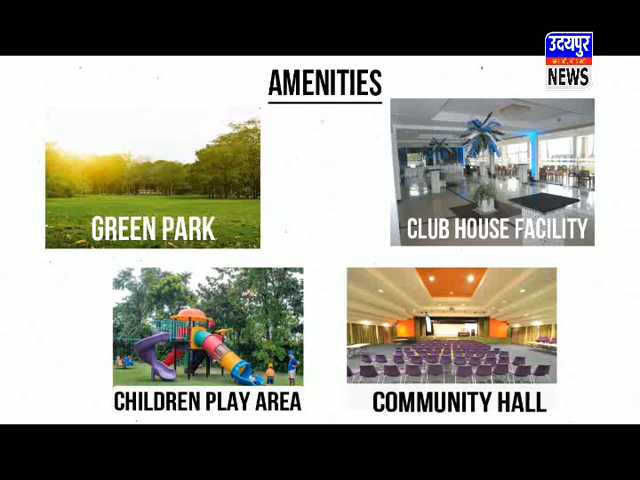 उदयपुर
NEWS
AMENITIES
GREEN PARK
CLUB HOUSE FACILITY
CHILDREN PLAY AREA
COMMUNITY HALL